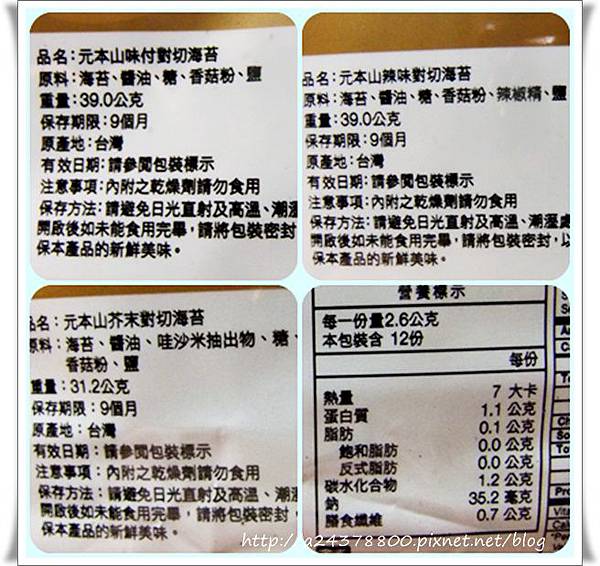 品名:元本山味付對切海苔
原料:海苔、醬油、糖、香菇粉、鹽
重量:39.0公克
保存期限:9個月
原產地:台灣
有效日期:請參閱包裝標示
注意事項:內附之乾燥劑請勿食用
保存方法:請避免日光直射及高溫、潮溼
開啟後如未能食用完畢,請將包裝密封
保本產品的新鮮美味。
品名:元本山辣味對切海苔
原料:海苔、醬油、糖、香菇粉、辣椒精、鹽
重量:39.0公克
保存期限:9個月
原產地:台灣
有效日期:請參閱包裝標示
注意事項:內附之乾燥劑請勿食用
保存方法:請避免日光直射及高溫、潮溼處
開啟後如未能食用完畢,請將包裝密封,以
保本產品的新鮮美味。
品名:元本山芥末對切海苔
原料:海苔、醬油、哇沙米抽出物、糖、
香菇粉、鹽
重量:31.2公克
保存期限:9個月
原產地:台灣
有效日期:請參閱包裝標示
注意事項:內附之乾燥劑請勿食用
保存方法:請避免日光直射及高溫、潮溼
開啟後如未能食用完畢,請將包裝密封,
保本產品的新鮮美味。
營養標示
每一份量2.6公克
本包裝含 12份
每份
熱量 7 大卡
蛋白質 1.1 公克
脂肪 0.1 公克
飽和脂肪 0.0 公克
反式脂肪 0.0 公克
碳水化合物 1.2 公克
鈉 35.2 毫克
膳食纖維 0.7 公克
http://a24378800.pixnet.net/blog